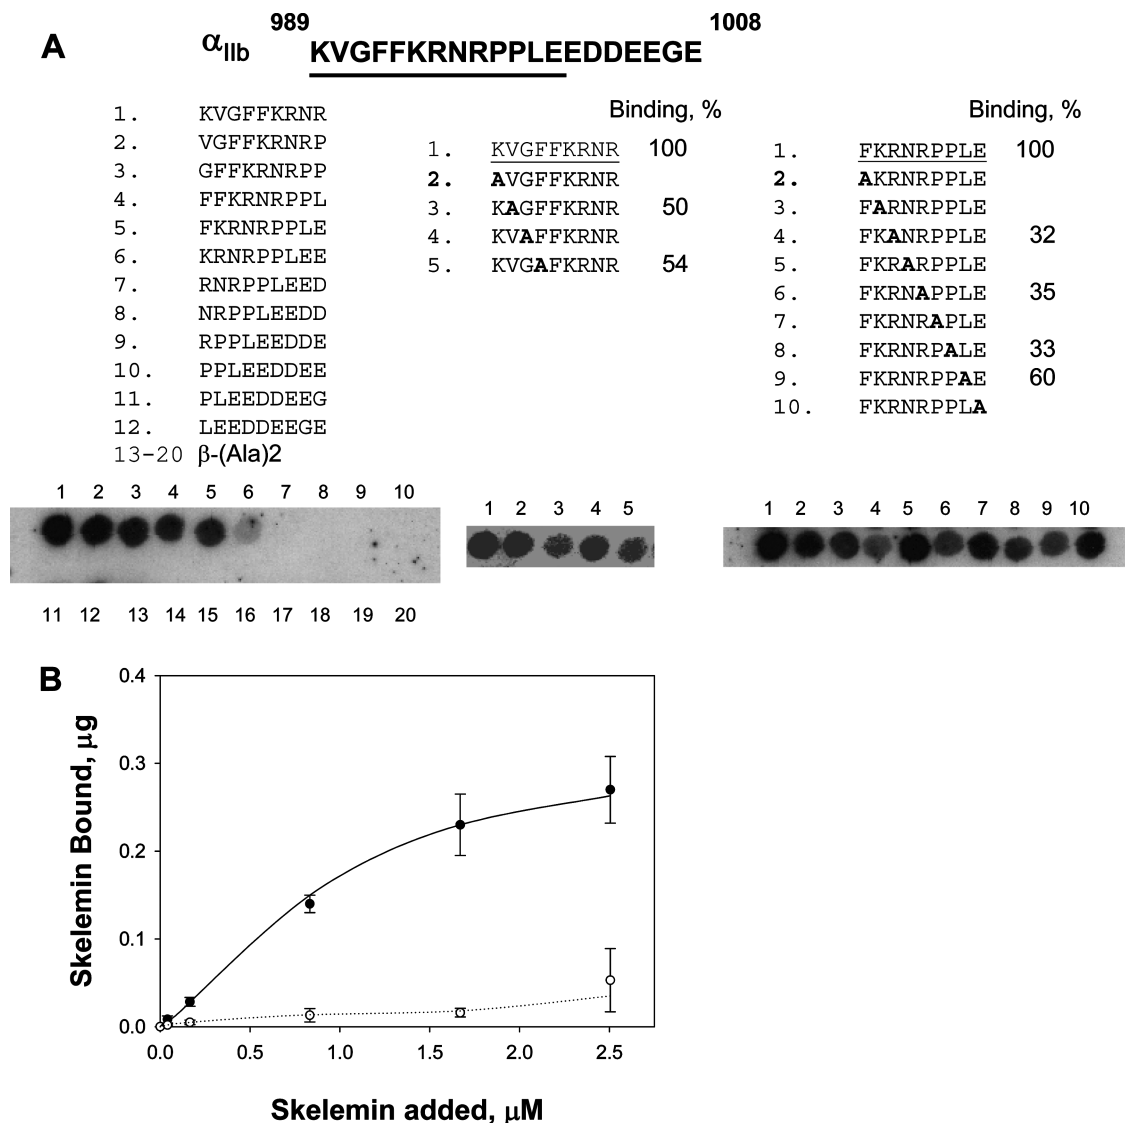 A
989
1008
αIIb KVGFFKRNRPPLEEDDEEGE
1. KVGFFKRNR
2. VGFFKRNRP
3. GFFKRNRPP
4. FFKRNRPPL
5. FKRNRPPLE
6. KRNRPPLEE
7. RNRPPLEED
8. NRPPLEEDD
9. RPPLEEDDE
10. PPLEEDDEE
11. PLEEDDEEG
12. LEEDDEEGE
13-20 β-(Ala)2
Binding, %
1. KVGFFKRNR 100
2. AVGFFKRNR
3. KAGFFKRNR 50
4. KVAFFKRNR
5. KVGAFKRNR 54
Binding, %
1. FKRNRPPLE 100
2. AKRNRPPLE
3. FARNRPPLE
4. FKANRPPLE 32
5. FKRARPPLE
6. FKRNAPPLE 35
7. FKRNRAPLE
8. FKRNRPALE 33
9. FKRNRPPAE 60
10. FKRNRPPLA
1 2 3 4 5 6 7 8 9 10
11 12 13 14 15 16 17 18 19 20
1 2 3 4 5
1 2 3 4 5 6 7 8 9 10
B
Skelemin Bound, μg
0.4
0.3
0.2
0.1
0.0
0.0 0.5 1.0 1.5 2.0 2.5
Skelemin added, μM